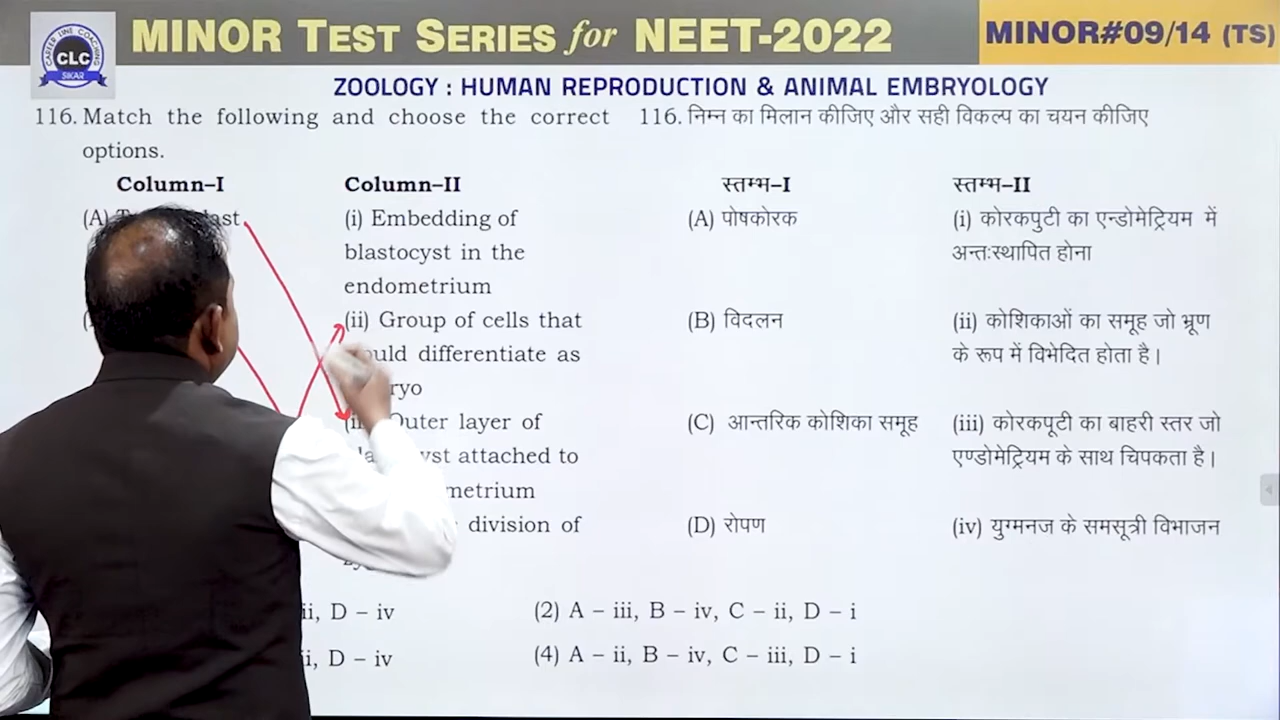 CAREER LINE COACHING
CLC
SIKAR
MINOR TEST SERIES for NEET-2022
MINOR#09/14 (TS)
ZOOLOGY : HUMAN REPRODUCTION & ANIMAL EMBRYOLOGY
116. Match the following and choose the correct
options.
Column–I Column–II
(A)
(i) Embedding of
blastocyst in the
endometrium
(ii) Group of cells that
differentiate as
Outer layer of
attached to
division of
ii, D – iv
(2) A – iii, B – iv, C – ii, D – i
i, D – iv
(4) A – ii, B – iv, C – iii, D – i
116. निम्न का मिलान कीजिए और सही विकल्प का चयन कीजिए
स्तम्भ–I स्तम्भ–II
(A) पोषकोरक (i) कोरकपुटी का एन्डोमेट्रियम में
अन्तःस्थापित होना
(B) विदलन (ii) कोशिकाओं का समूह जो भ्रूण
के रूप में विभेदित होता है।
(C) आन्तरिक कोशिका समूह (iii) कोरकपूटी का बाहरी स्तर जो
एण्डोमेट्रियम के साथ चिपकता है।
(D) रोपण (iv) युग्मनज के समसूत्री विभाजन